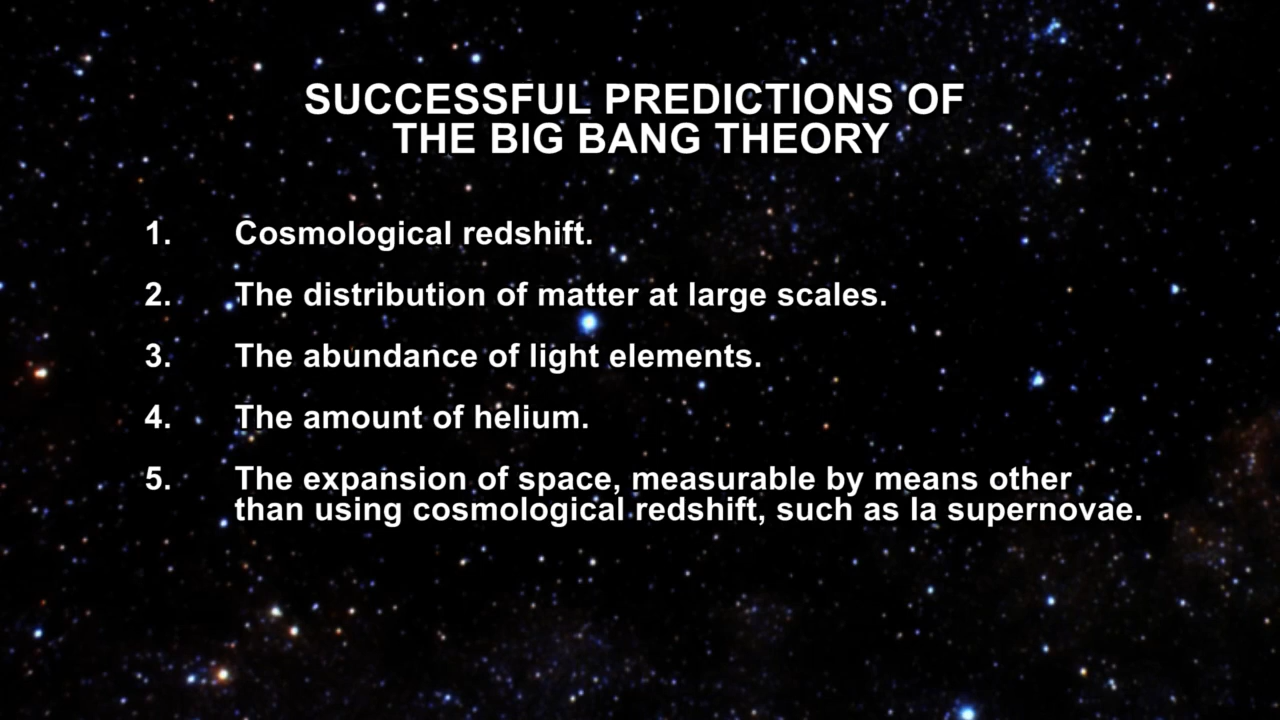 SUCCESSFUL PREDICTIONS OF
THE BIG BANG THEORY
1. Cosmological redshift.
2. The distribution of matter at large scales.
3. The abundance of light elements.
4. The amount of helium.
5. The expansion of space, measurable by means other
than using cosmological redshift, such as Ia supernovae.